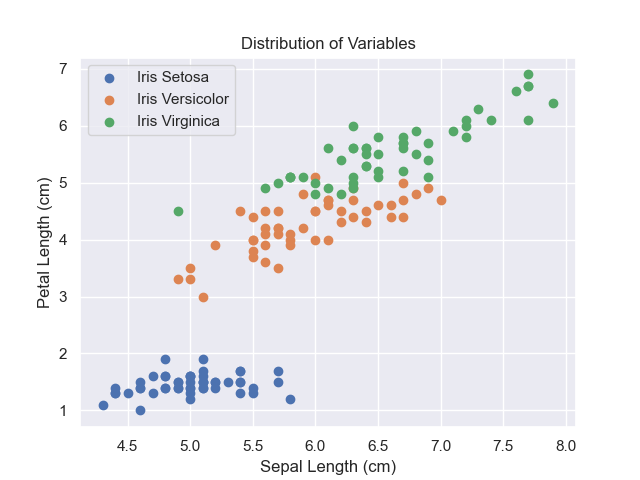 Distribution of Variables
Iris Setosa
Iris Versicolor
Iris Virginica
7
6
5
4
3
2
1
Petal Length (cm)
4.5 5.0 5.5 6.0 6.5 7.0 7.5 8.0
Sepal Length (cm)